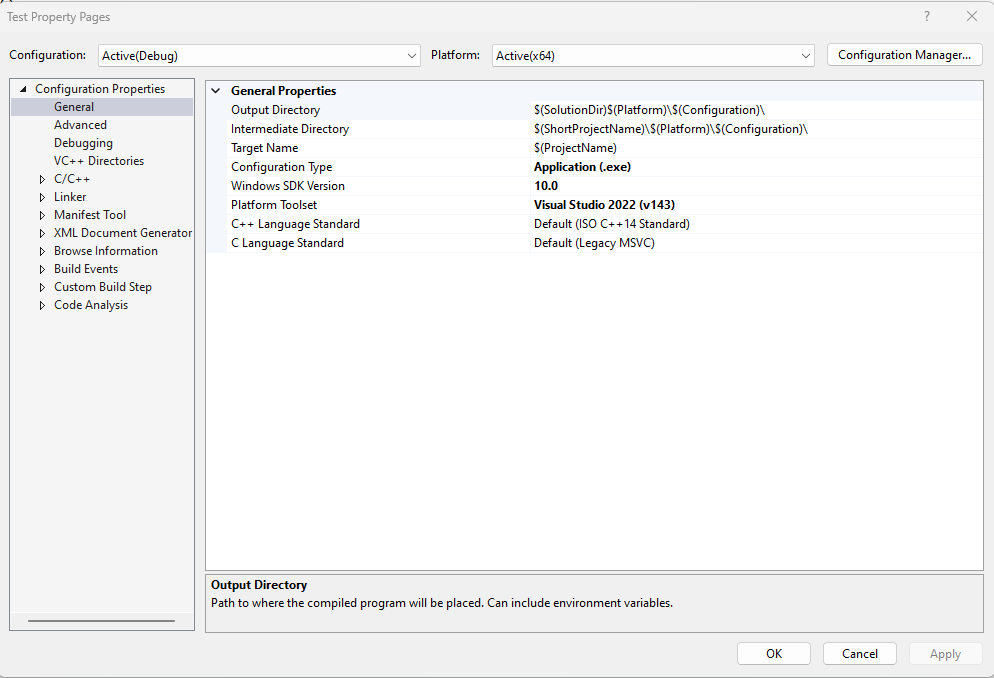 Test Property Pages
Configuration: Active(Debug) Platform: Active(x64) Configuration Manager...
Configuration Properties
General
Advanced
Debugging
VC++ Directories
C/C++
Linker
Manifest Tool
XML Document Generator
Browse Information
Build Events
Custom Build Step
Code Analysis
General Properties
Output Directory $(SolutionDir)$(Platform)\$(Configuration)\
Intermediate Directory $(ShortProjectName)\$(Platform)\$(Configuration)\
Target Name $(ProjectName)
Configuration Type Application (.exe)
Windows SDK Version 10.0
Platform Toolset Visual Studio 2022 (v143)
C++ Language Standard Default (ISO C++14 Standard)
C Language Standard Default (Legacy MSVC)
Output Directory
Path to where the compiled program will be placed. Can include environment variables.
OK Cancel Apply